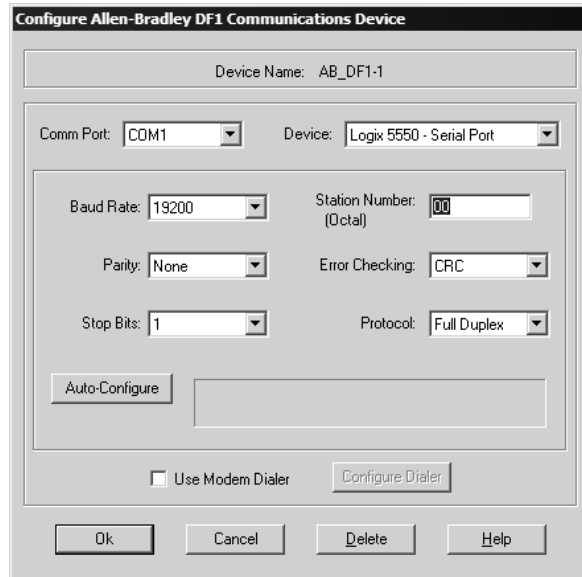 Configure Allen-Bradley DF1 Communications Device
Device Name: AB_DF1-1
Comm Port: COM1 Device: Logix 5550 - Serial Port
Baud Rate: 19200 Station Number: 00
(Octal)
Parity: None Error Checking: CRC
Stop Bits: 1 Protocol: Full Duplex
Auto-Configure
Use Modem Dialer Configure Dialer
Ok Cancel Delete Help